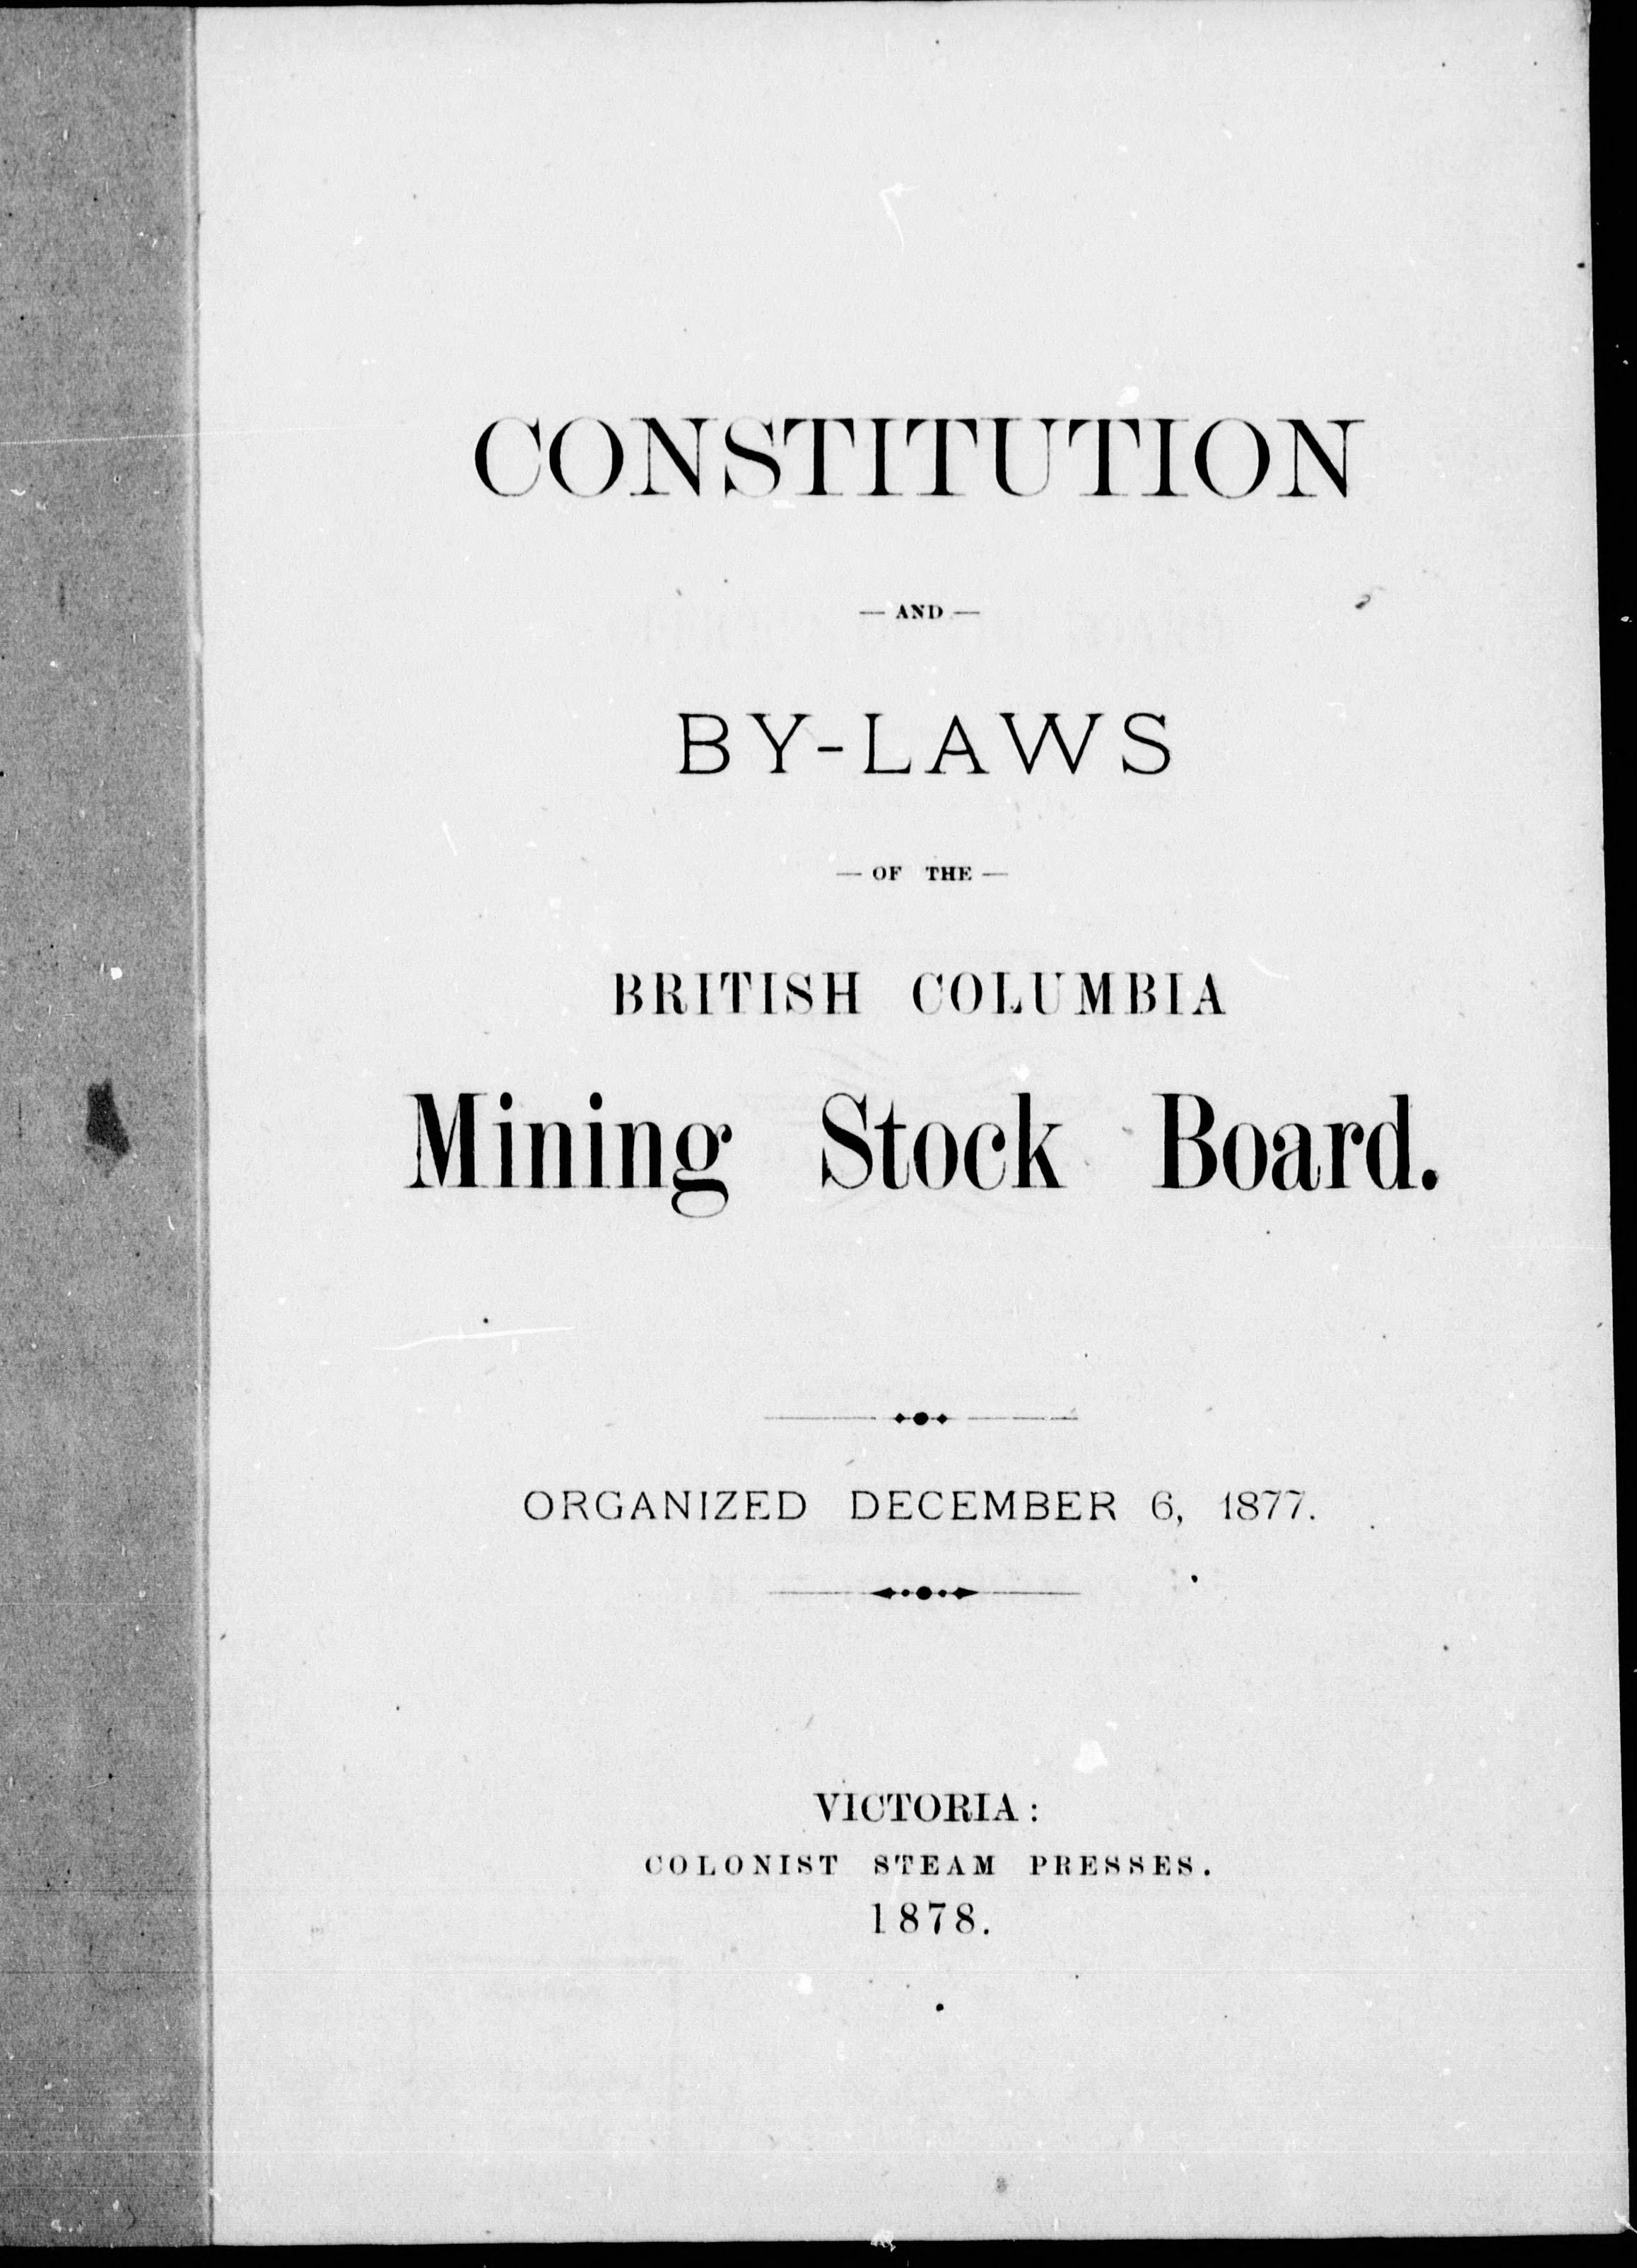 CONSTITUTION
— AND —
BY-LAWS
— OF THE —
BRITISH COLUMBIA
Mining Stock Board.
ORGANIZED DECEMBER 6, 1877.
VICTORIA:
COLONIST STEAM PRESSES.
1878.